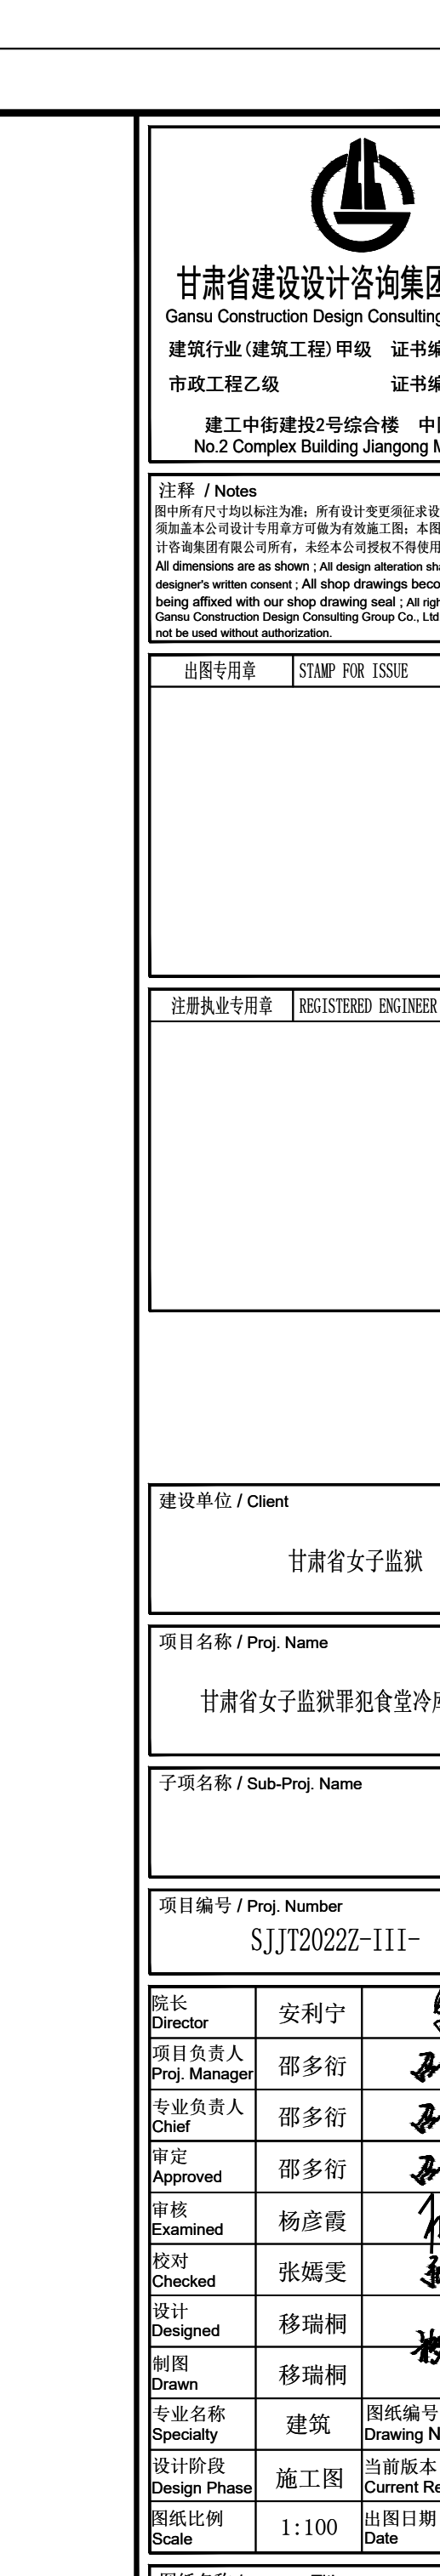 甘肃省建设设计咨询集团
Gansu Construction Design Consulting
建筑行业(建筑工程)甲级 证书编
市政工程乙级 证书编
建工中街建投2号综合楼 中
No.2 Complex Building Jiangong
注释 / Notes
图中所有尺寸均以标注为准；所有设计变更须征求设
须加盖本公司设计专用章方可做为有效施工图；本图
计咨询集团有限公司所有，未经本公司授权不得使用
All dimensions are as shown ; All design alteration sha
designer's written consent ; All shop drawings beco
being affixed with our shop drawing seal ; All righ
Gansu Construction Design Consulting Group Co., Ltd
not be used without authorization.
出图专用章 STAMP FOR ISSUE
注册执业专用章 REGISTERED ENGINEER
建设单位 / Client
甘肃省女子监狱
项目名称 / Proj. Name
甘肃省女子监狱罪犯食堂冷库
子项名称 / Sub-Proj. Name
项目编号 / Proj. Number
SJJT2022Z-III-
院长
Director
安利宁
项目负责人
Proj. Manager
邵多衍
专业负责人
Chief
邵多衍
审定
Approved
邵多衍
审核
Examined
杨彦霞
校对
Checked
张嫣雯
设计
Designed
移瑞桐
制图
Drawn
移瑞桐
专业名称
Specialty
建筑
图纸编号
Drawing N
设计阶段
Design Phase
施工图
当前版本
Current Re
图纸比例
Scale
1:100
出图日期
Date